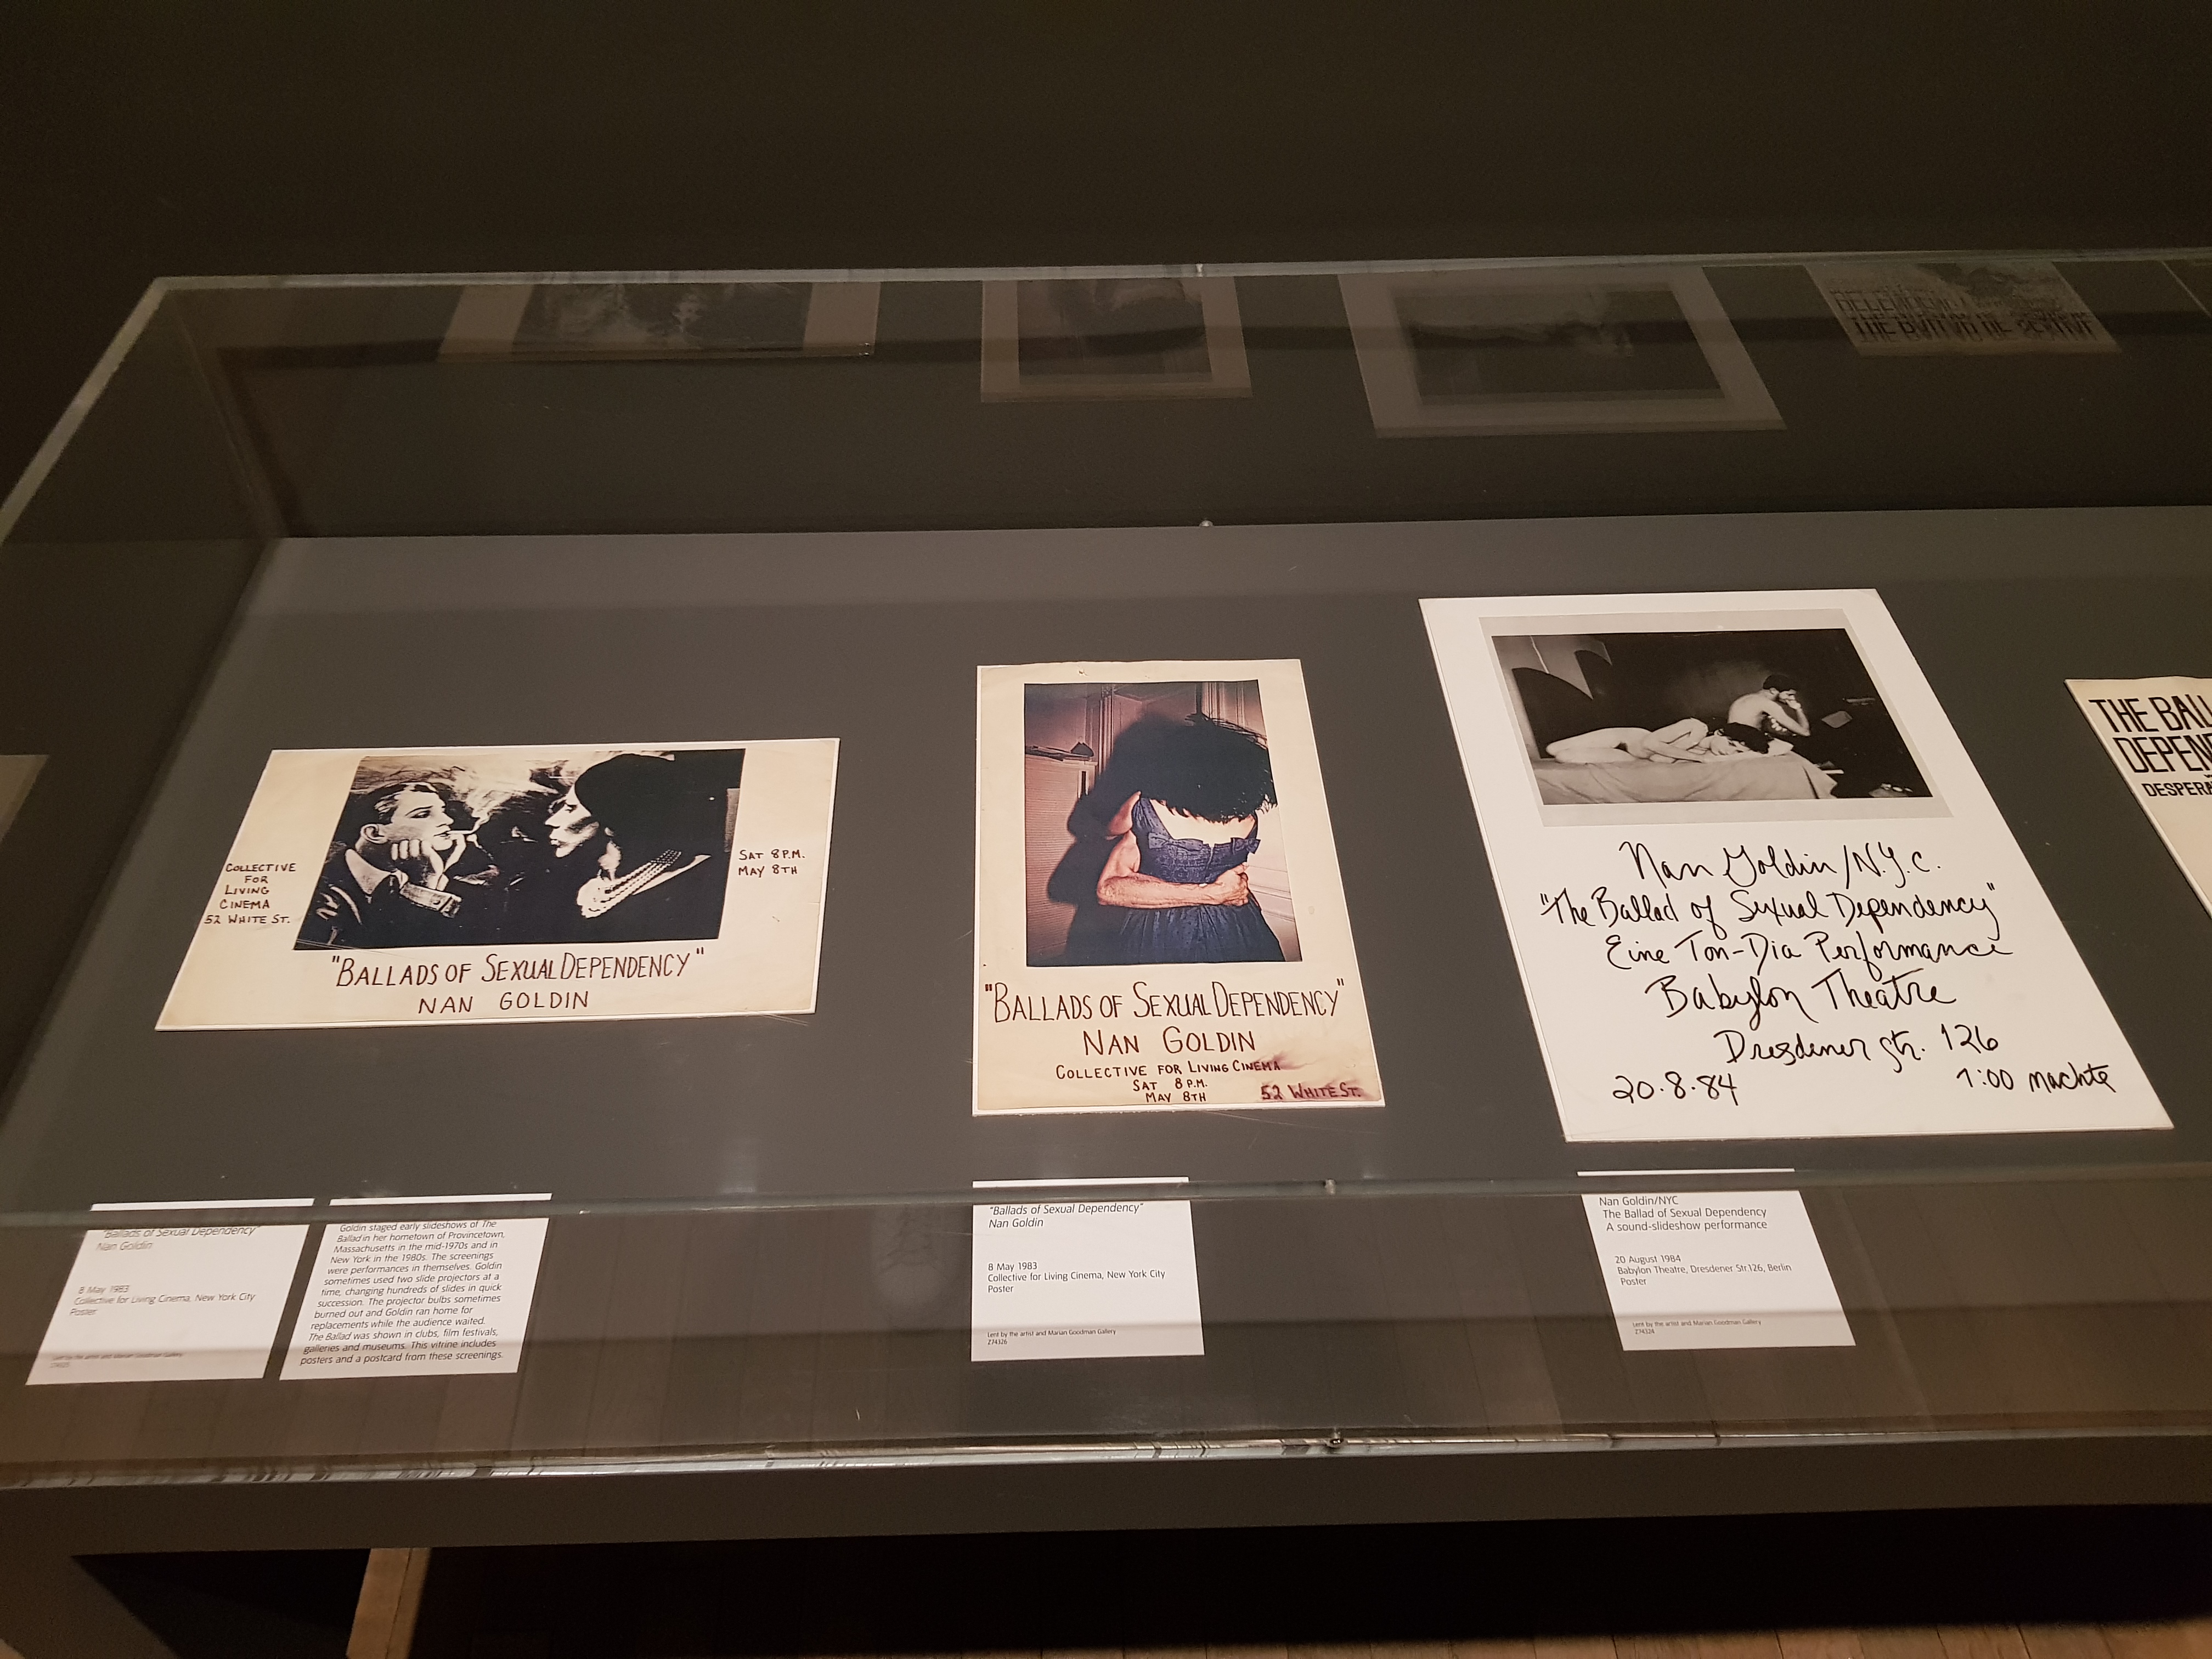 COLLECTIVE
FOR
LIVING
CINEMA
52 WHITE ST.
SAT 8 P.M.
MAY 8TH
"BALLADS OF SEXUAL DEPENDENCY"
NAN GOLDIN
"BALLADS OF SEXUAL DEPENDENCY"
NAN GOLDIN
COLLECTIVE FOR LIVING CINEMA
SAT 8 P.M.
MAY 8TH
52 WHITE ST.
Nan Goldin/N.Y.C.
"The Ballad of Sexual Dependency"
Eine Ton-Dia Performance
Babylon Theatre
Dresdener Str. 126
20.8.84
1:00 nachts
THE BAL
DEPEN
DESPERA
"Ballads of Sexual Dependency"
Nan Goldin
8 May 1983
Collective for Living Cinema, New York City
Poster
Lent by the artist and Marian Goodman Gallery
Goldin staged early slideshows of The
Ballad in her hometown of Provincetown,
Massachusetts in the mid-1970s and in
New York in the 1980s. The screenings
were performances in themselves. Goldin
sometimes used two slide projectors at a
time, changing hundreds of slides in quick
succession. The projector bulbs sometimes
burned out and Goldin ran home for
replacements while the audience waited.
The Ballad was shown in clubs, film festivals,
galleries and museums. This vitrine includes
posters and a postcard from these screenings.
"Ballads of Sexual Dependency"
Nan Goldin
8 May 1983
Collective for Living Cinema, New York City
Poster
Lent by the artist and Marian Goodman Gallery
Z74326
Nan Goldin/NYC
The Ballad of Sexual Dependency
A sound-slideshow performance
20 August 1984
Babylon Theatre, Dresdener Str.126, Berlin
Poster
Lent by the artist and Marian Goodman Gallery
Z74324